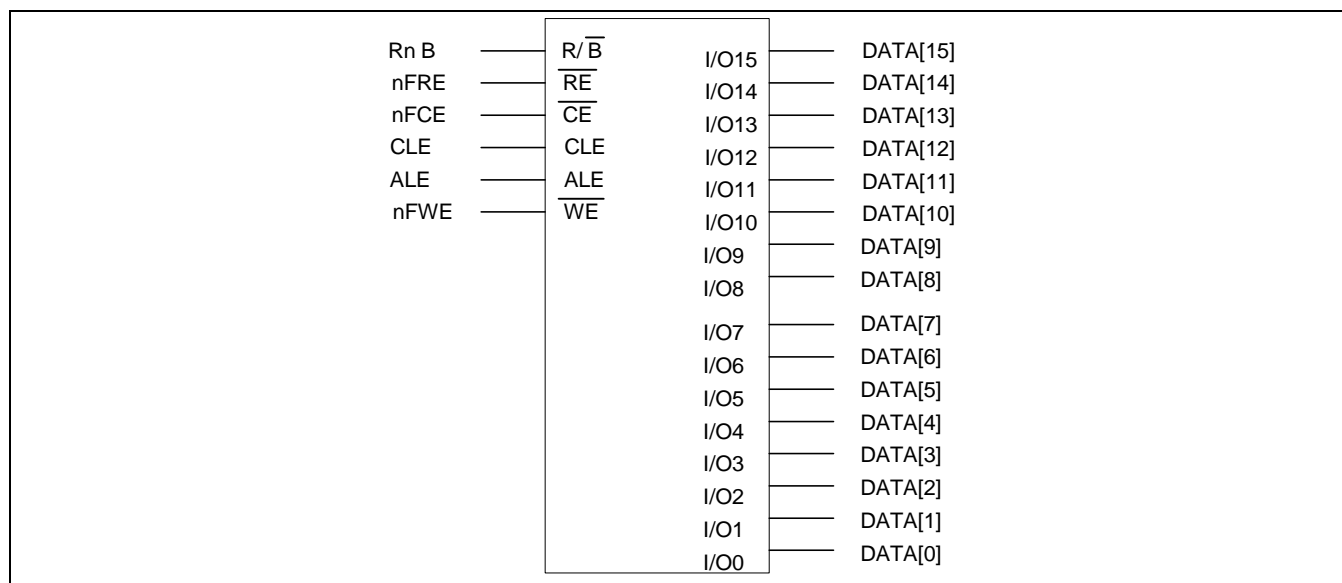 Rn B R/ B I/O15 DATA[15]
nFRE RE I/O14 DATA[14]
nFCE CE I/O13 DATA[13]
CLE CLE I/O12 DATA[12]
ALE ALE I/O11 DATA[11]
nFWE WE I/O10 DATA[10]
I/O9 DATA[9]
I/O8 DATA[8]
I/O7 DATA[7]
I/O6 DATA[6]
I/O5 DATA[5]
I/O4 DATA[4]
I/O3 DATA[3]
I/O2 DATA[2]
I/O1 DATA[1]
I/O0 DATA[0]